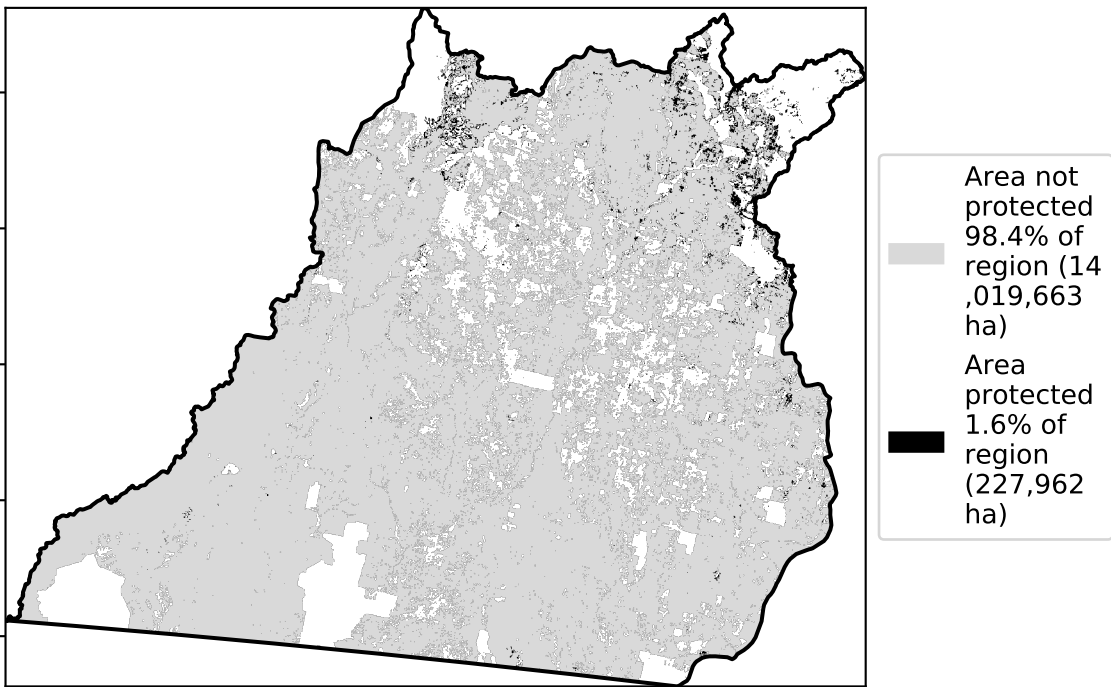 Area not
protected
98.4% of
region (14
,019,663
ha)
Area
protected
1.6% of
region
(227,962
ha)